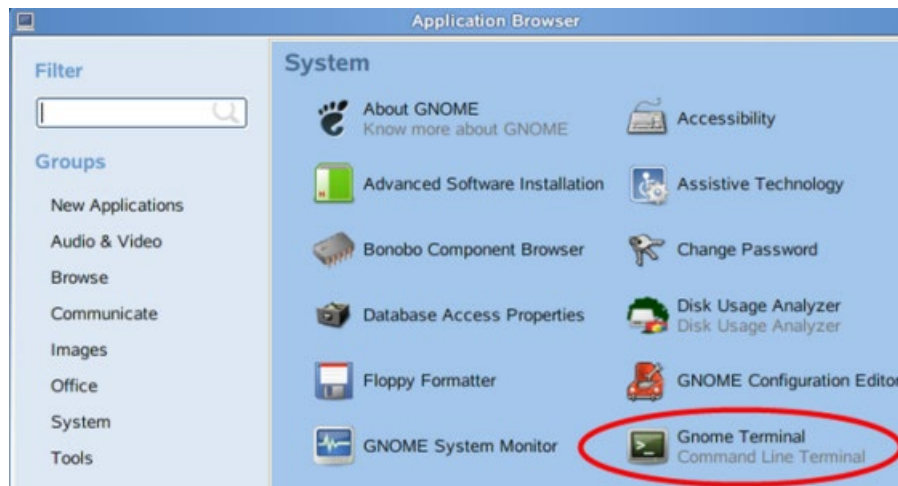 Application Browser
Filter
Groups
New Applications
Audio & Video
Browse
Communicate
Images
Office
System
Tools
System
About GNOME
Know more about GNOME
Accessibility
Advanced Software Installation
Assistive Technology
Bonobo Component Browser
Change Password
Database Access Properties
Disk Usage Analyzer
Disk Usage Analyzer
Floppy Formatter
GNOME Configuration Editor
GNOME System Monitor
Gnome Terminal
Command Line Terminal